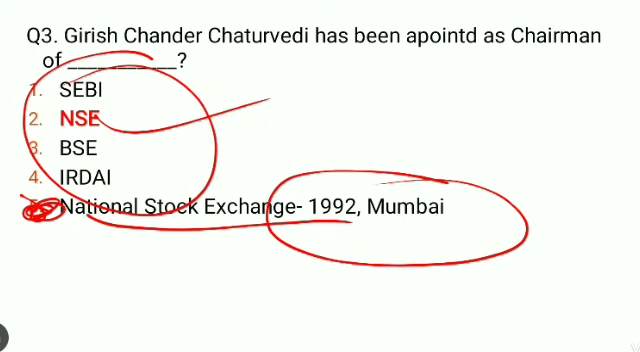 Q3. Girish Chander Chaturvedi has been apointd as Chairman
of ___________?
1. SEBI
2. NSE
3. BSE
4. IRDAI
National Stock Exchange- 1992, Mumbai